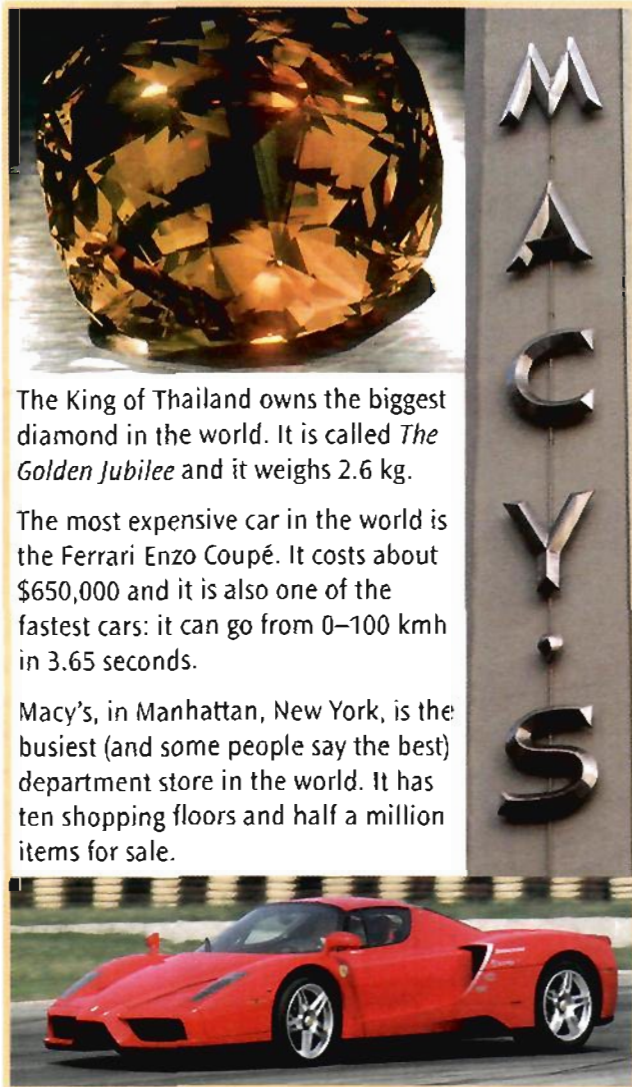 The King of Thailand owns the biggest
diamond in the world. It is called The
Golden Jubilee and it weighs 2.6 kg.
The most expensive car in the world is
the Ferrari Enzo Coupé. It costs about
$650,000 and it is also one of the
fastest cars: it can go from 0–100 kmh
in 3.65 seconds.
Macy's, in Manhattan, New York, is the
busiest (and some people say the best)
department store in the world. It has
ten shopping floors and half a million
items for sale.
MACY·S